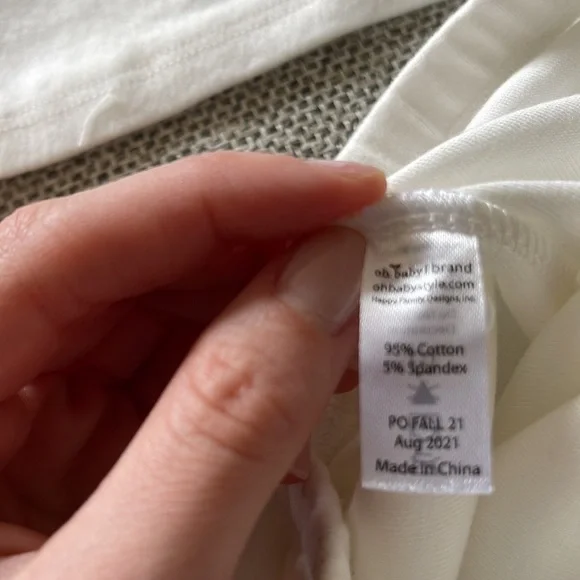 oh baby! brand
ohbabystyle.com
Happy Family Designs, Inc.
95% Cotton
5% Spandex
PO FALL 21
Aug 2021
Made in China